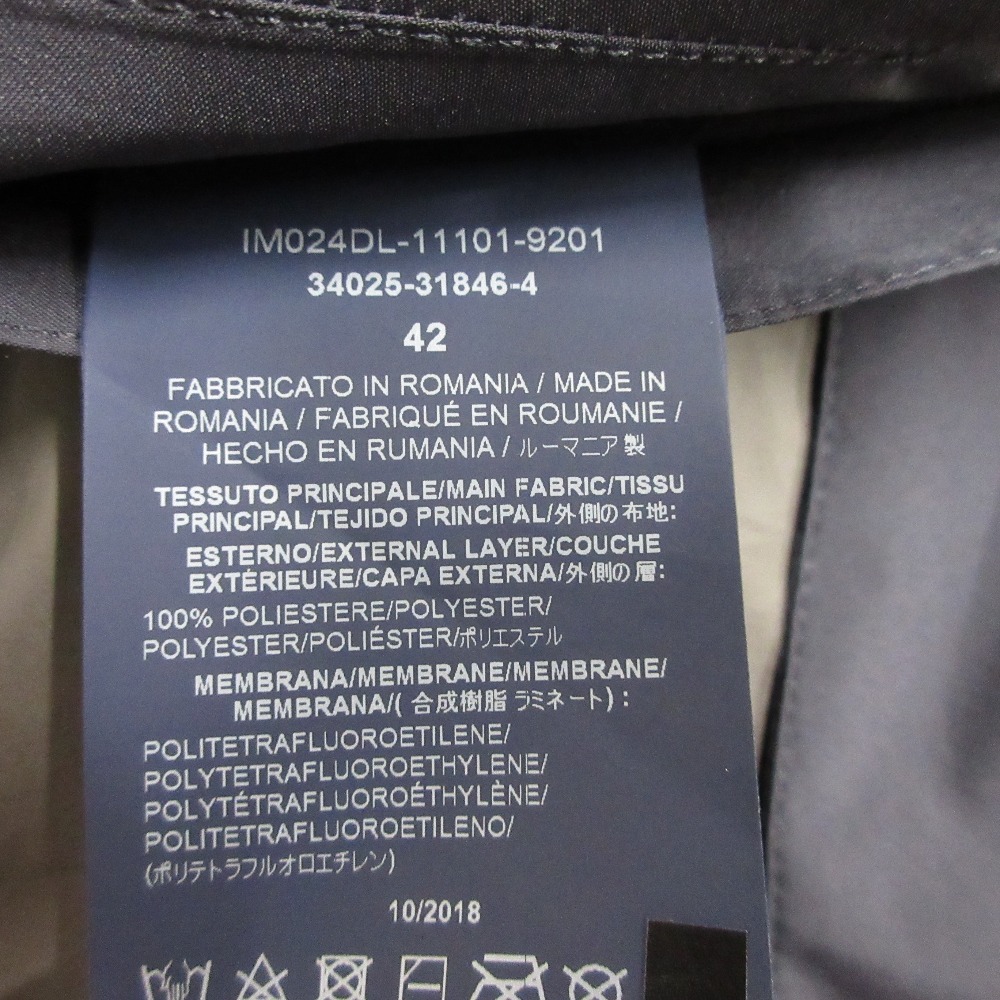 IM024DL-11101-9201
34025-31846-4
42
FABBRICATO IN ROMANIA / MADE IN
ROMANIA / FABRIQUÉ EN ROUMANIE /
HECHO EN RUMANIA / ルーマニア製
TESSUTO PRINCIPALE/MAIN FABRIC/TISSU
PRINCIPAL/TEJIDO PRINCIPAL/外側の布地:
ESTERNO/EXTERNAL LAYER/COUCHE
EXTÉRIEURE/CAPA EXTERNA/外側の層:
100% POLIESTERE/POLYESTER/
POLYESTER/POLIÉSTER/ポリエステル
MEMBRANA/MEMBRANE/MEMBRANE/
MEMBRANA/( 合成樹脂 ラミネート) :
POLITETRAFLUOROETILENE/
POLYTETRAFLUOROETHYLENE/
POLYTÉTRAFLUOROÉTHYLÈNE/
POLITETRAFLUOROETILENO/
(ポリテトラフルオロエチレン)
10/2018